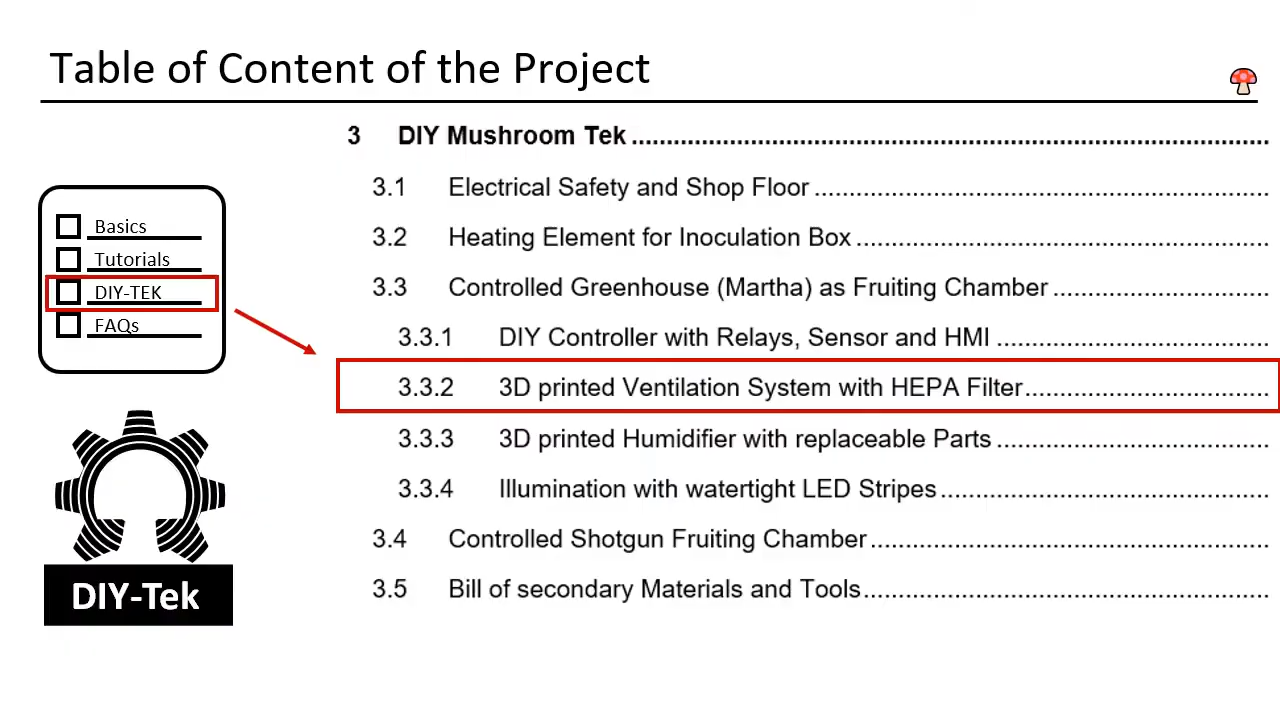 Table of Content of the Project
3 DIY Mushroom Tek
3.1 Electrical Safety and Shop Floor
3.2 Heating Element for Inoculation Box
3.3 Controlled Greenhouse (Martha) as Fruiting Chamber
3.3.1 DIY Controller with Relays, Sensor and HMI
3.3.2 3D printed Ventilation System with HEPA Filter
3.3.3 3D printed Humidifier with replaceable Parts
3.3.4 Illumination with watertight LED Stripes
3.4 Controlled Shotgun Fruiting Chamber
3.5 Bill of secondary Materials and Tools
Basics
Tutorials
DIY-TEK
FAQs
DIY-Tek